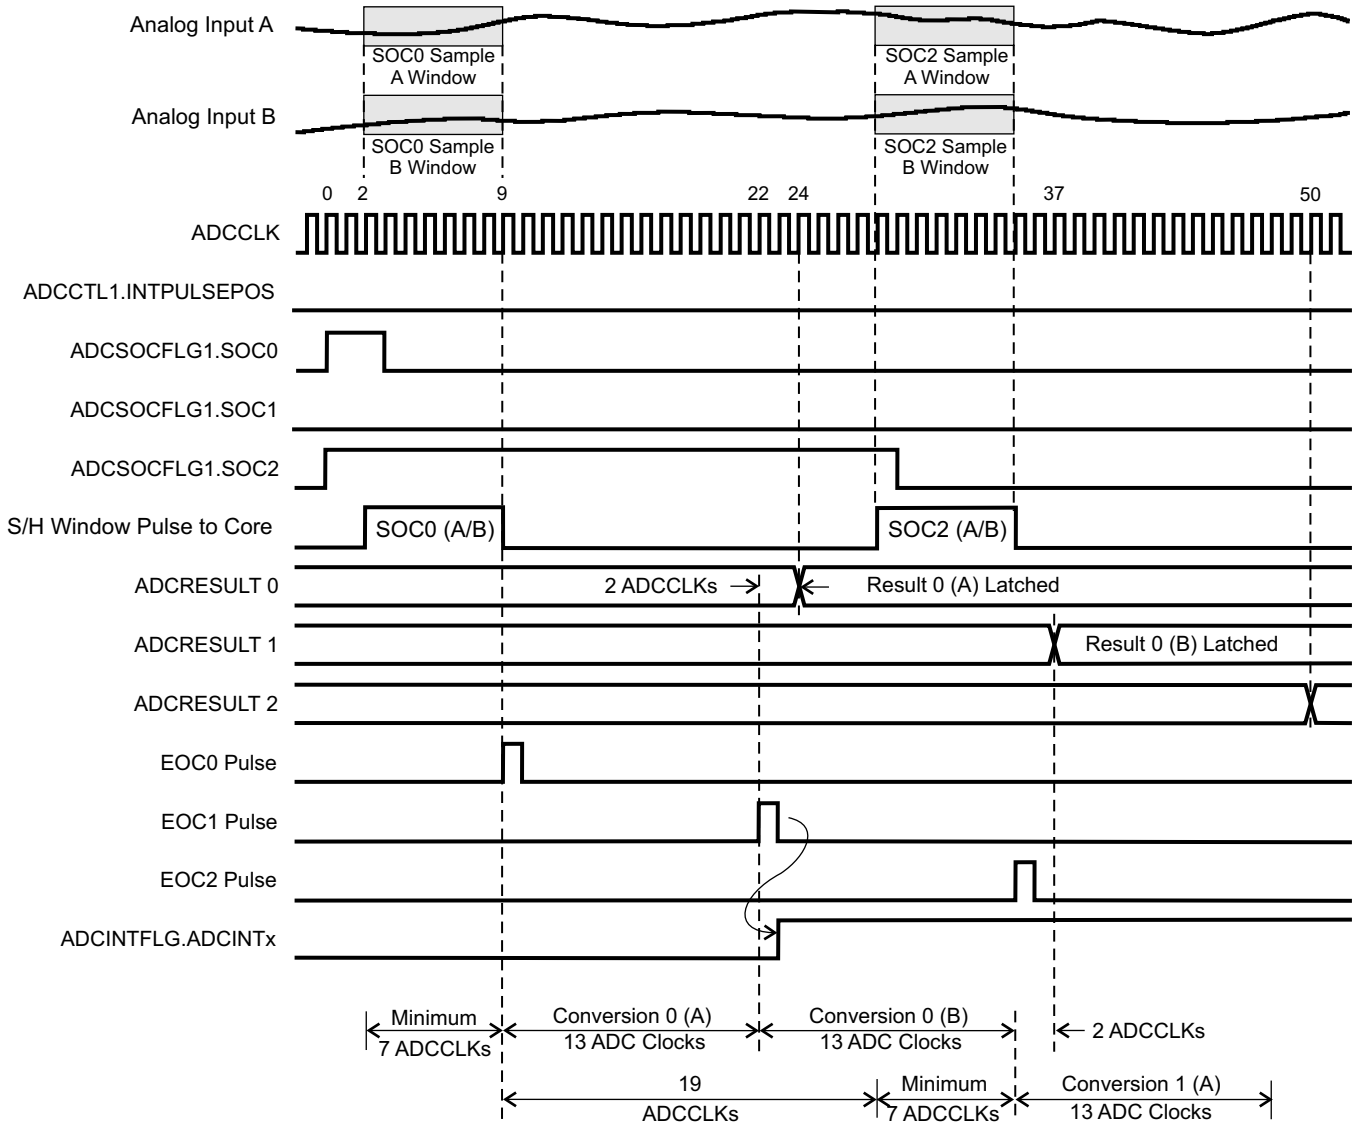 Analog Input A
SOC0 Sample
A Window
SOC2 Sample
A Window
Analog Input B
SOC0 Sample
B Window
SOC2 Sample
B Window
0 2 9 22 24 37 50
ADCCLK
ADCCTL1.INTPULSEPOS
ADCSOCFLG1.SOC0
ADCSOCFLG1.SOC1
ADCSOCFLG1.SOC2
S/H Window Pulse to Core
SOC0 (A/B)
SOC2 (A/B)
ADCRESULT 0
2 ADCCLKs
Result 0 (A) Latched
ADCRESULT 1
Result 0 (B) Latched
ADCRESULT 2
EOC0 Pulse
EOC1 Pulse
EOC2 Pulse
ADCINTFLG.ADCINTx
Minimum
7 ADCCLKs
Conversion 0 (A)
13 ADC Clocks
Conversion 0 (B)
13 ADC Clocks
2 ADCCLKs
19
ADCCLKs
Minimum
7 ADCCLKs
Conversion 1 (A)
13 ADC Clocks